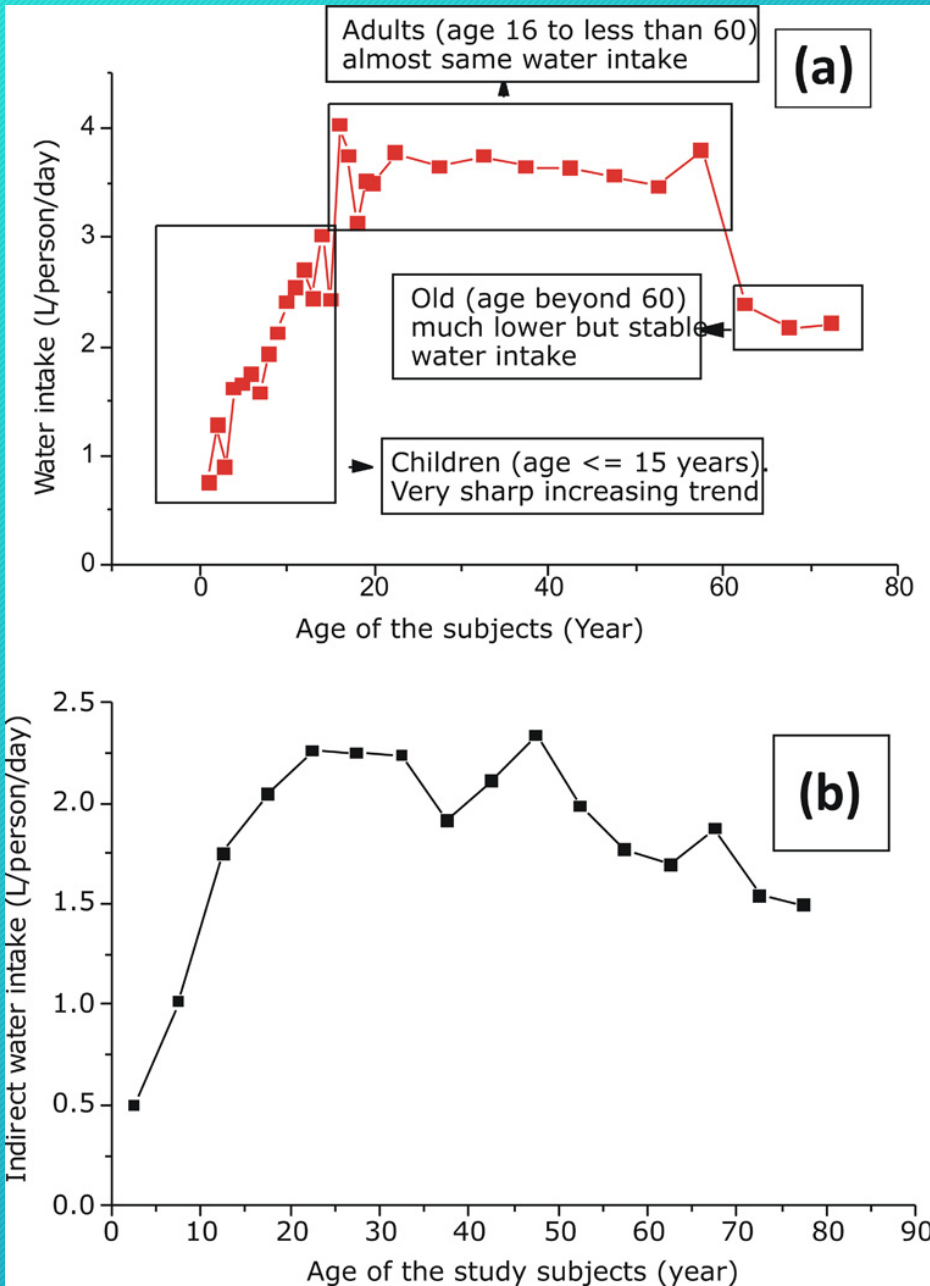 Adults (age 16 to less than 60)
almost same water intake
(a)
Water intake (L/person/day)
4
3
2
1
0
Old (age beyond 60)
much lower but stable
water intake
Children (age <= 15 years).
Very sharp increasing trend
0 20 40 60 80
Age of the subjects (Year)
(b)
Indirect water intake (L/person/day)
2.5
2.0
1.5
1.0
0.5
0.0
0 10 20 30 40 50 60 70 80 90
Age of the study subjects (year)